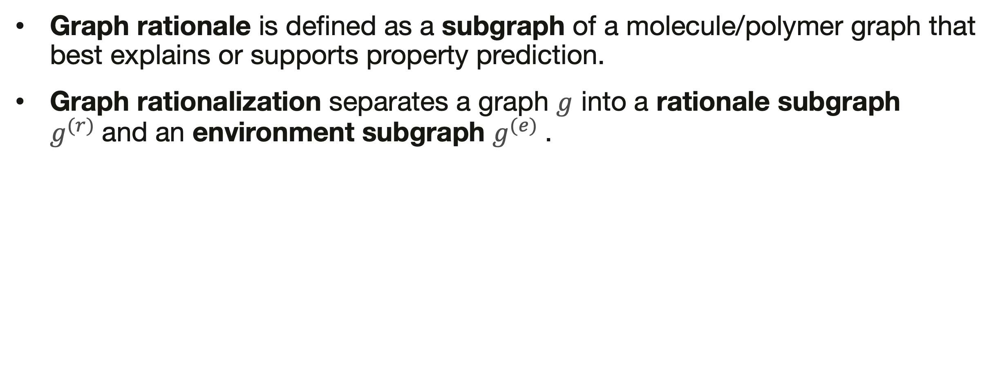 • Graph rationale is defined as a subgraph of a molecule/polymer graph that
best explains or supports property prediction.
• Graph rationalization separates a graph g into a rationale subgraph
g^(r) and an environment subgraph g^(e) .